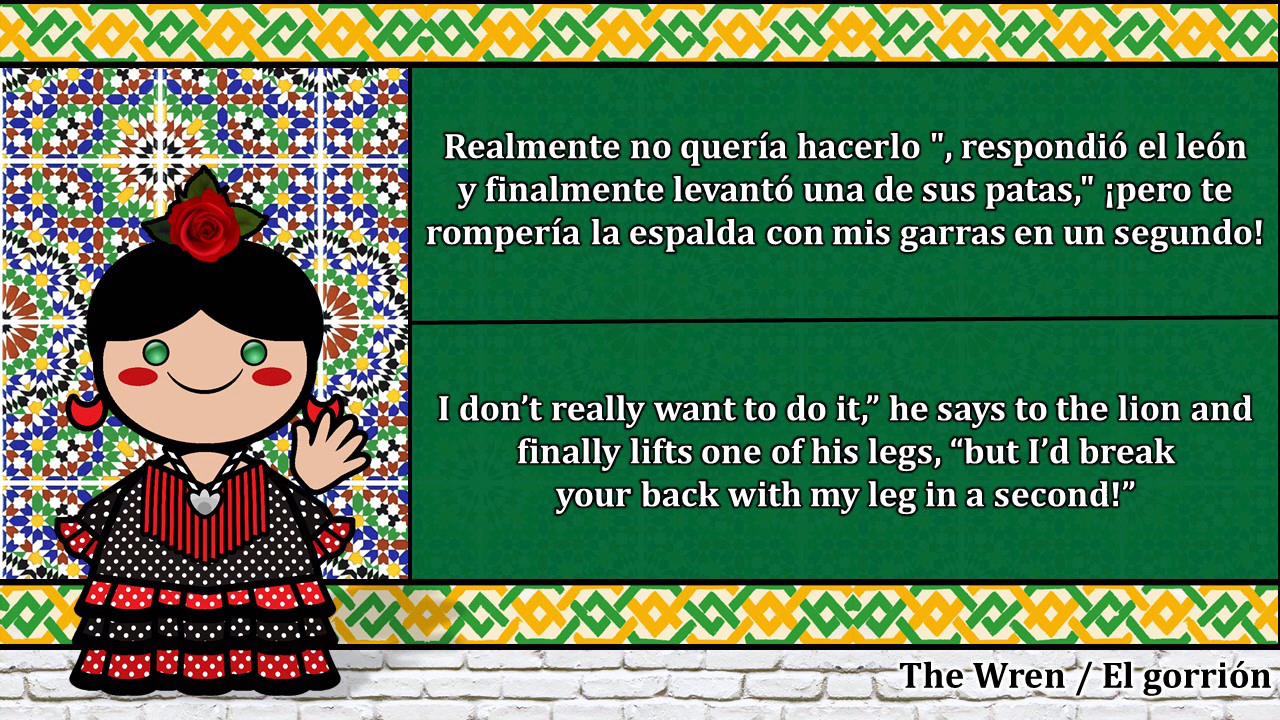 Realmente no quería hacerlo ", respondió el león
y finalmente levantó una de sus patas," ¡pero te
rompería la espalda con mis garras en un segundo!
I don’t really want to do it,” he says to the lion and
finally lifts one of his legs, “but I’d break
your back with my leg in a second!”
The Wren / El gorrión